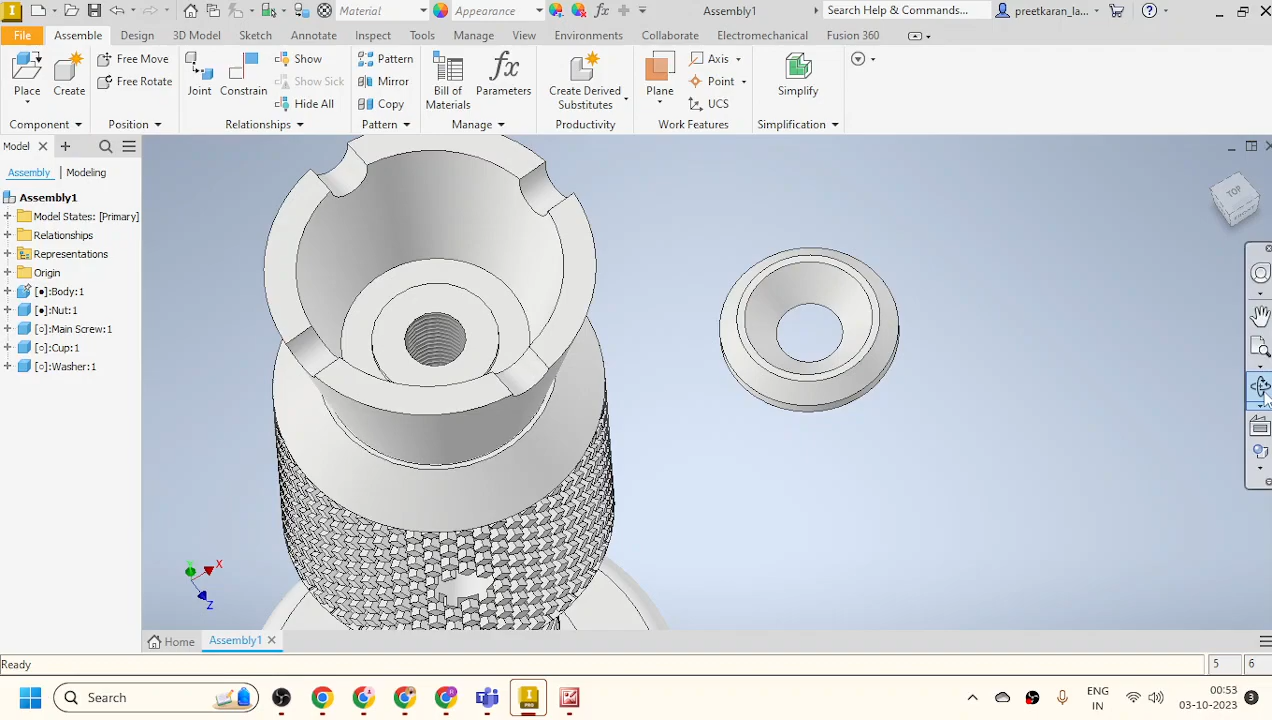 I
Material
Appearance
fx
Assembly1
Search Help & Commands...
preetkaran_la...
File
Assemble
Design
3D Model
Sketch
Annotate
Inspect
Tools
Manage
View
Environments
Collaborate
Electromechanical
Fusion 360
Place
Create
Component
Free Move
Free Rotate
Position
Joint
Constrain
Show
Show Sick
Hide All
Relationships
Pattern
Mirror
Copy
Pattern
Bill of
Materials
fx
Parameters
Manage
Create Derived
Substitutes
Productivity
Plane
Axis
Point
UCS
Work Features
Simplify
Simplification
Model
Assembly
Modeling
Assembly1
Model States: [Primary]
Relationships
Representations
Origin
[●]:Body:1
[●]:Nut:1
[○]:Main Screw:1
[○]:Cup:1
[○]:Washer:1
TOP
FRONT
X
Y
Z
Home
Assembly1
Ready
5
6
Search
I
PRO
ENG
IN
00:53
03-10-2023
3